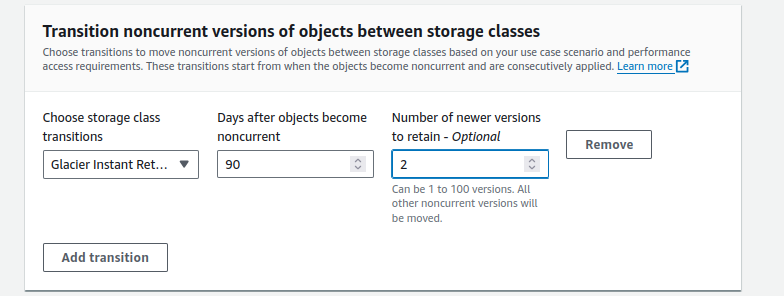 Transition noncurrent versions of objects between storage classes
Choose transitions to move noncurrent versions of objects between storage classes based on your use case scenario and performance
access requirements. These transitions start from when the objects become noncurrent and are consecutively applied. Learn more
Choose storage class
transitions
Glacier Instant Ret...
Days after objects become
noncurrent
90
Number of newer versions
to retain - Optional
2
Can be 1 to 100 versions. All
other noncurrent versions will
be moved.
Remove
Add transition